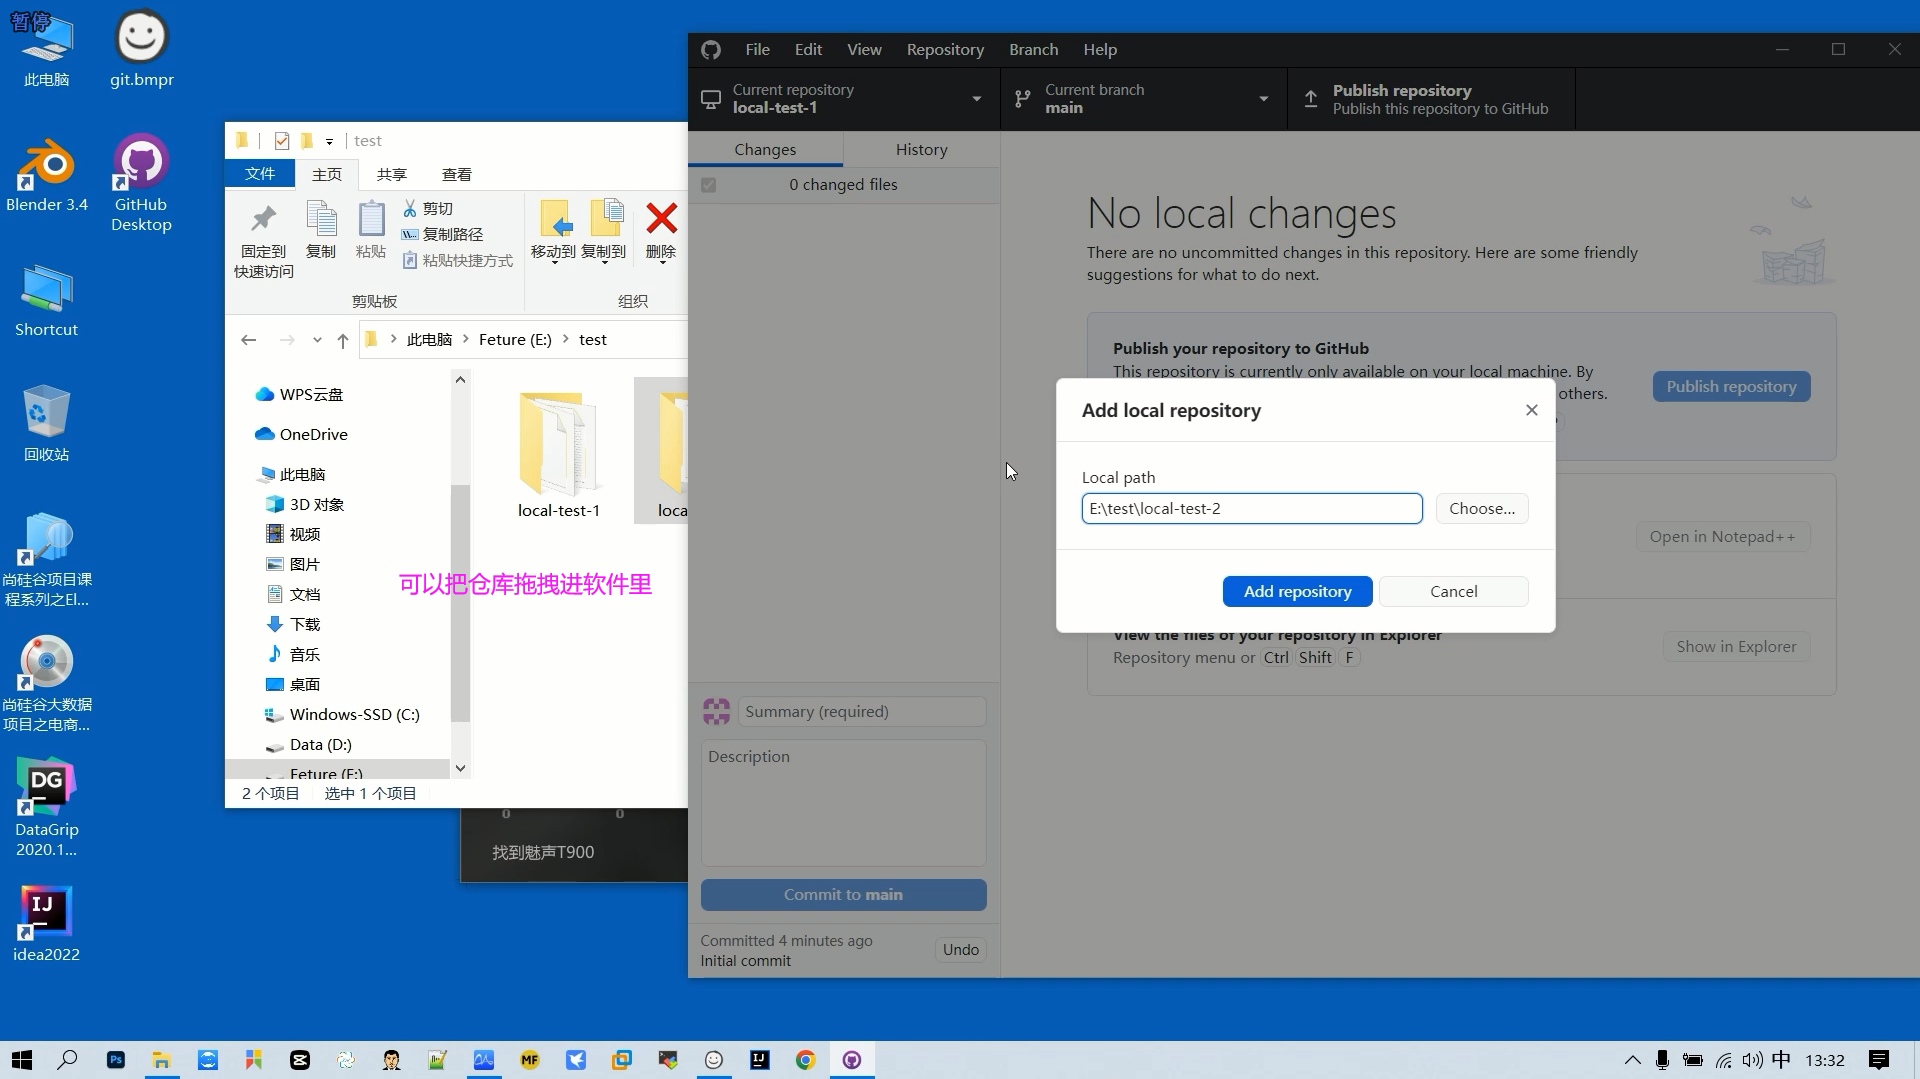 暂停
此电脑
git.bmpr
Blender 3.4
GitHub
Desktop
Shortcut
回收站
尚硅谷项目课
程系列之El...
尚硅谷大数据
项目之电商...
DG
DataGrip
2020.1...
IJ
idea2022
test
文件
主页
共享
查看
固定到
快速访问
复制
粘贴
剪切
复制路径
粘贴快捷方式
剪贴板
移动到
复制到
删除
组织
此电脑
Feture (E:)
test
WPS云盘
OneDrive
此电脑
3D 对象
视频
图片
文档
下载
音乐
桌面
Windows-SSD (C:)
Data (D:)
Feture (E:)
local-test-1
loca
可以把仓库拖拽进软件里
2 个项目
选中 1 个项目
0
0
找到魅声T900
File
Edit
View
Repository
Branch
Help
Current repository
local-test-1
Current branch
main
Publish repository
Publish this repository to GitHub
Changes
History
0 changed files
No local changes
There are no uncommitted changes in this repository. Here are some friendly
suggestions for what to do next.
Publish your repository to GitHub
This repository is currently only available on your local machine. By
others.
Publish repository
Add local repository
Local path
E:\test\local-test-2
Choose...
Add repository
Cancel
Open in Notepad++
View the files of your repository in Explorer
Repository menu or Ctrl Shift F
Show in Explorer
Summary (required)
Description
Commit to main
Committed 4 minutes ago
Initial commit
Undo
Ps
MF
IJ
中
13:32